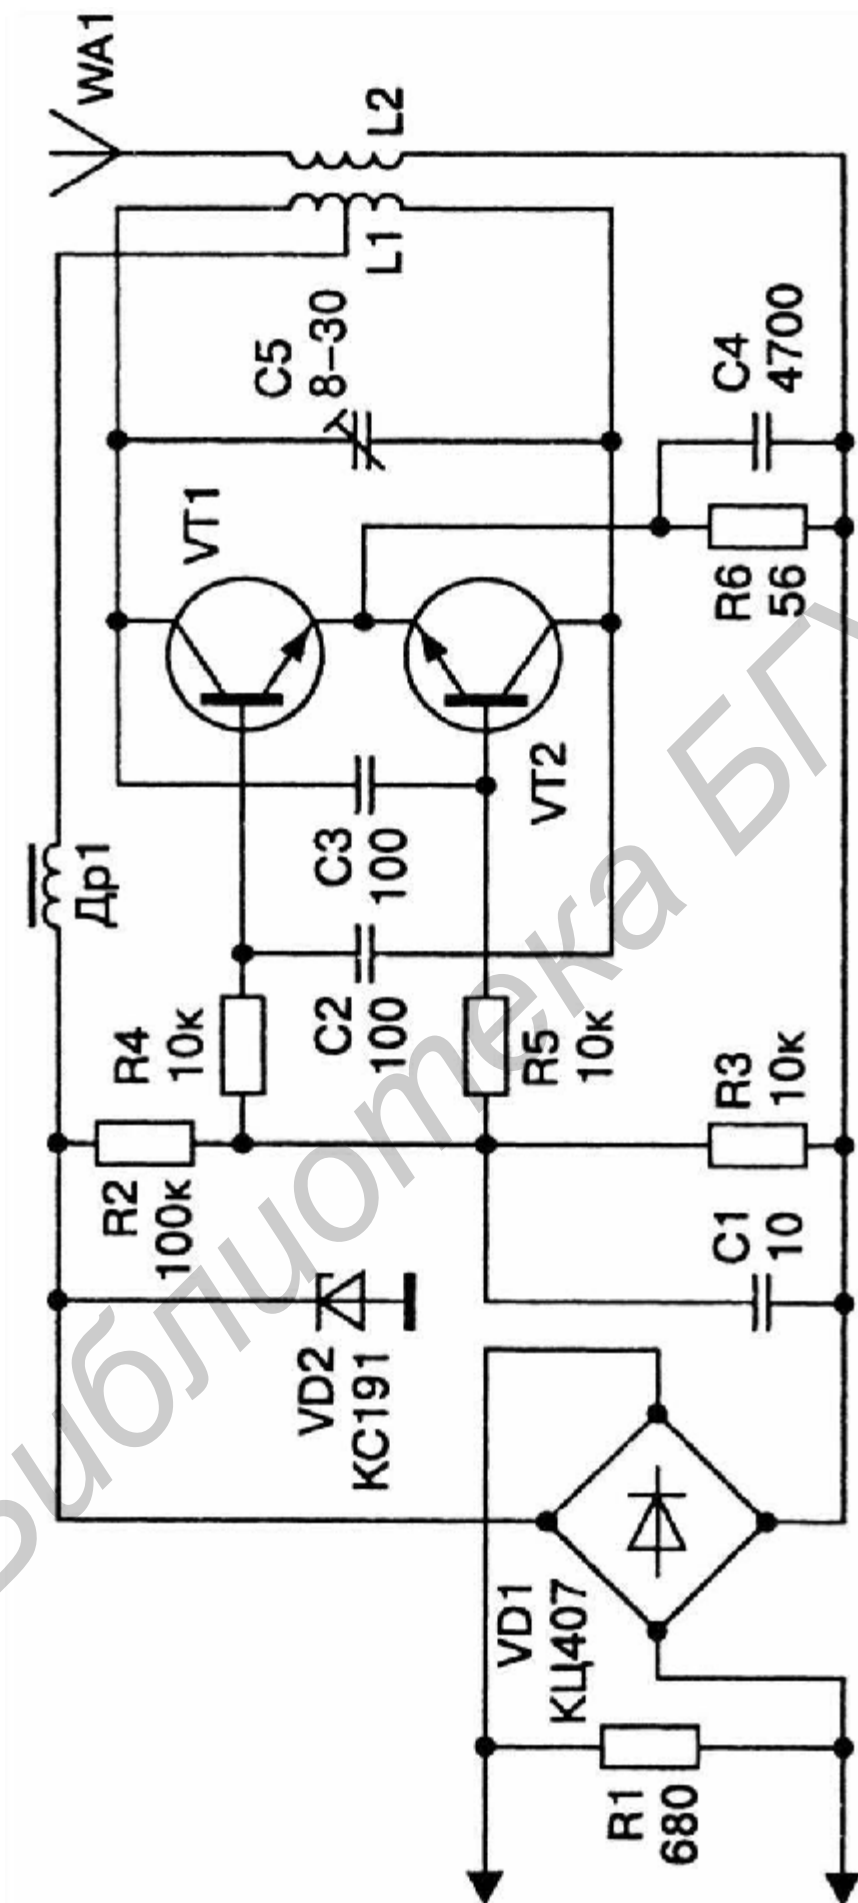 WA1
L2
L1
C5
8–30
C4
4700
VT1
R6
56
VT2
C3
100
Др1
C2
100
R4
10к
R5
10к
R3
10к
R2
100к
C1
10
VD2
КС191
VD1
КЦ407
R1
680
Библиотека БГУ